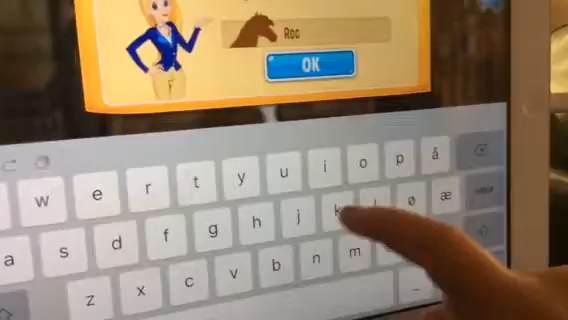 Roc
OK
w e r t y u i o p å
a s d f g h j k ø æ
z x c v b n m _